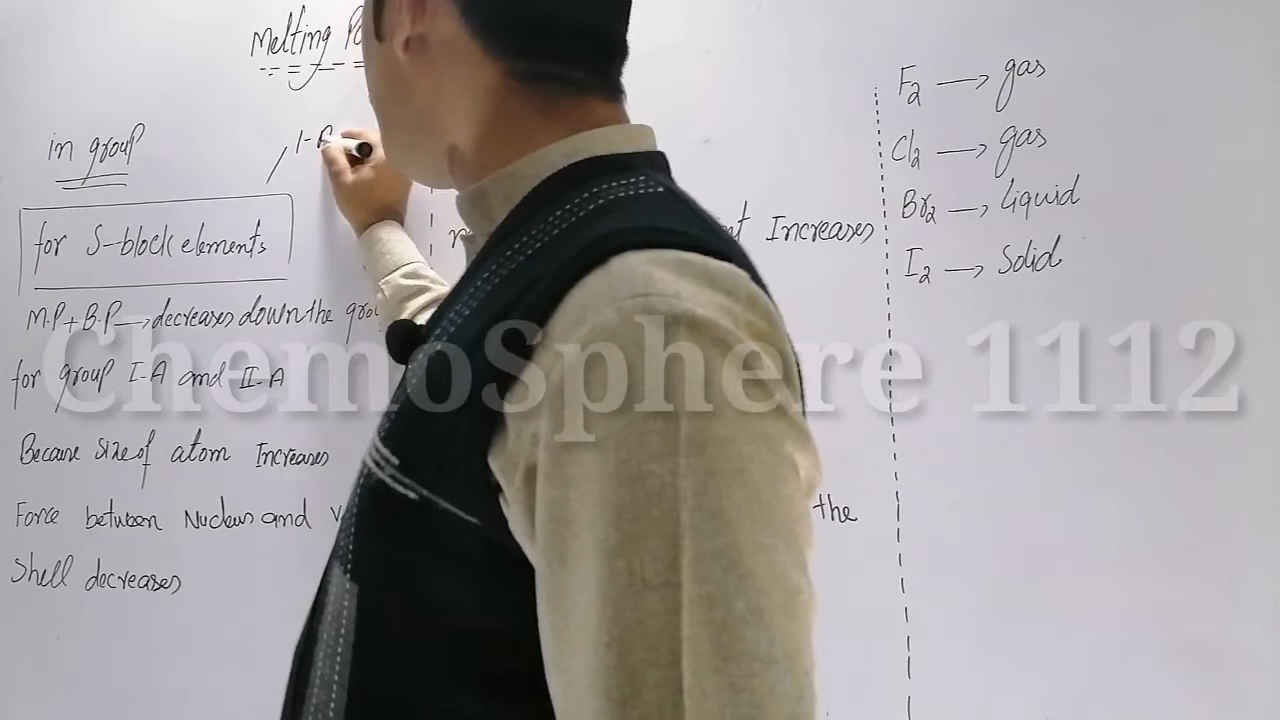 Melting
in group
for S-block elements
M.P + B.P → decreases down the
for group I-A and II-A
Because size of atom Increases
Force between Nucleus and
Shell decreases
Increases
the
F2 → gas
Cl2 → gas
Br2 → Liquid
I2 → Solid
ChemoSphere 1112